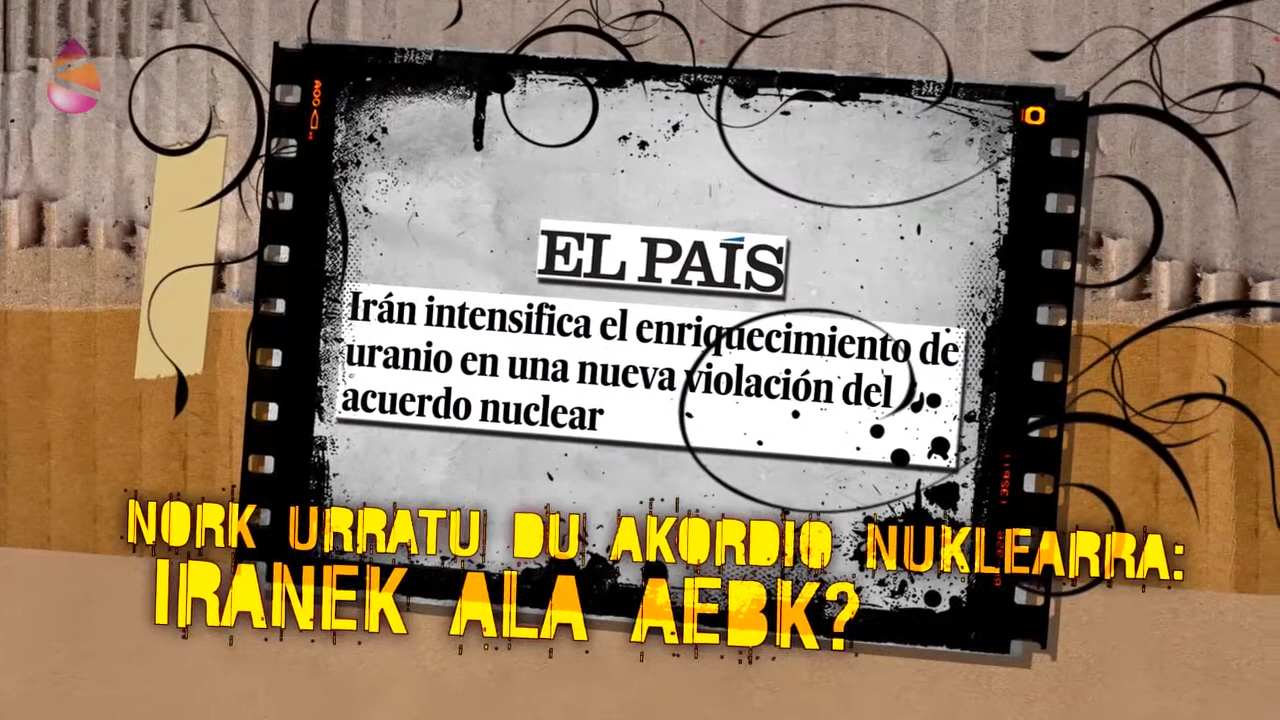 EL PAÍS
Irán intensifica el enriquecimiento de
uranio en una nueva violación del
acuerdo nuclear
NORK URRATU DU AKORDIO NUKLEARRA:
IRANEK ALA AEBK?